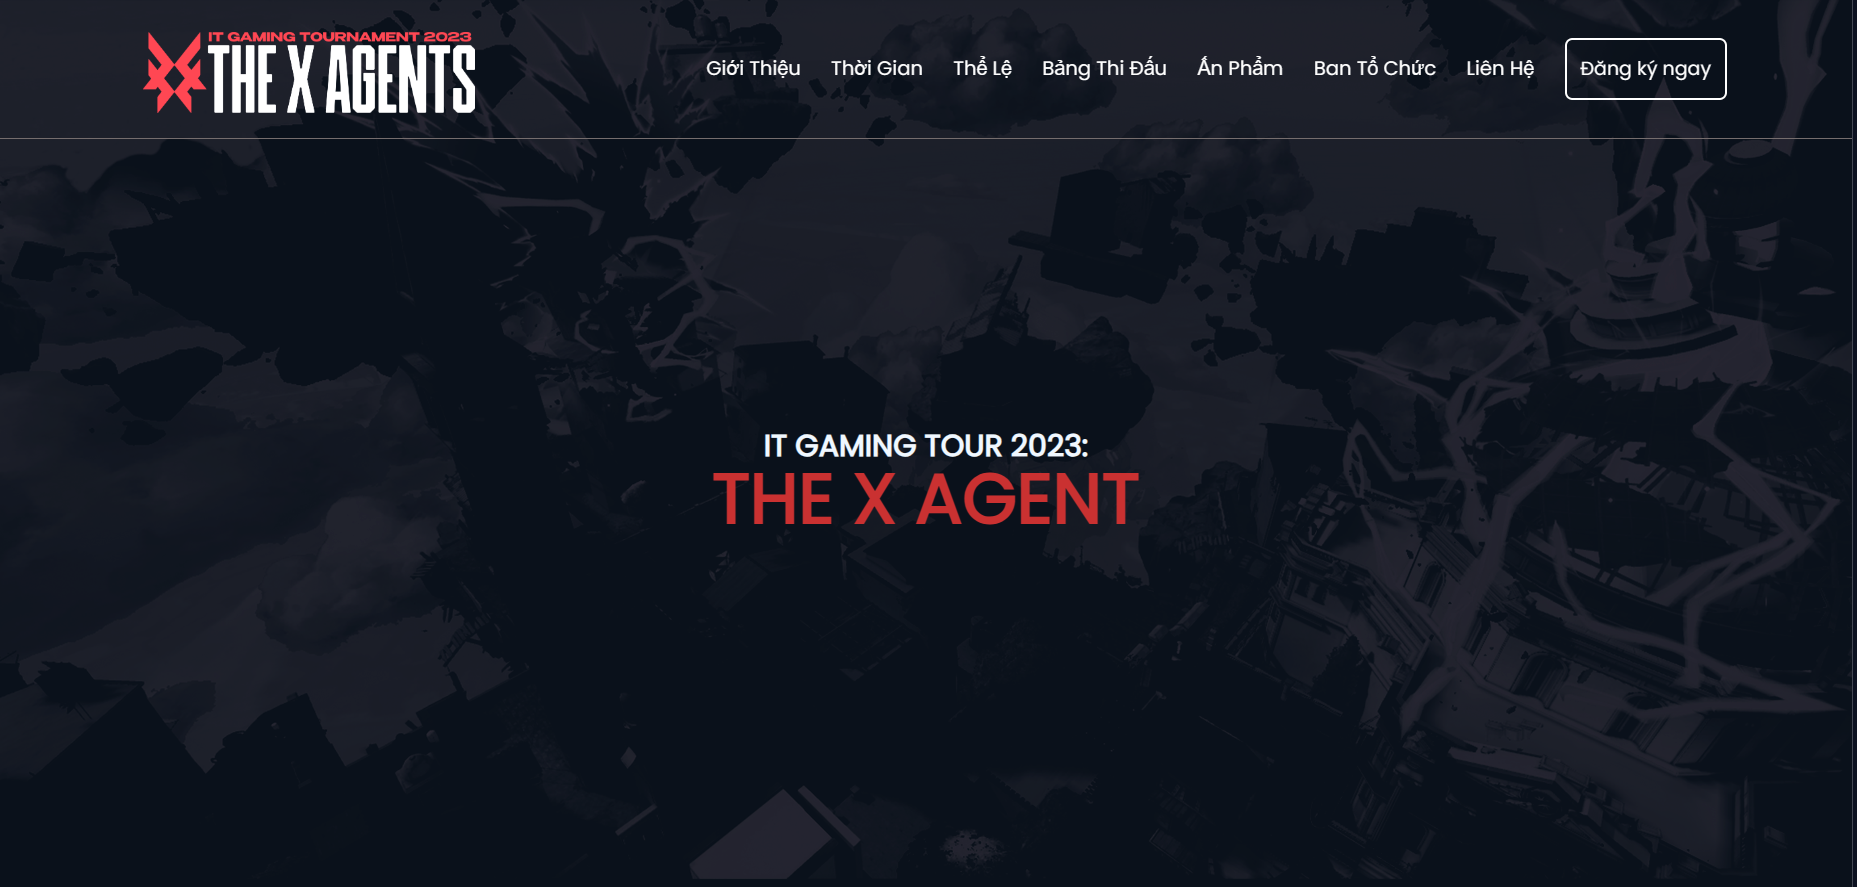 IT GAMING TOURNAMENT 2023
THE X AGENTS
Giới Thiệu
Thời Gian
Thể Lệ
Bảng Thi Đấu
Ấn Phẩm
Ban Tổ Chức
Liên Hệ
Đăng ký ngay
IT GAMING TOUR 2023:
THE X AGENT